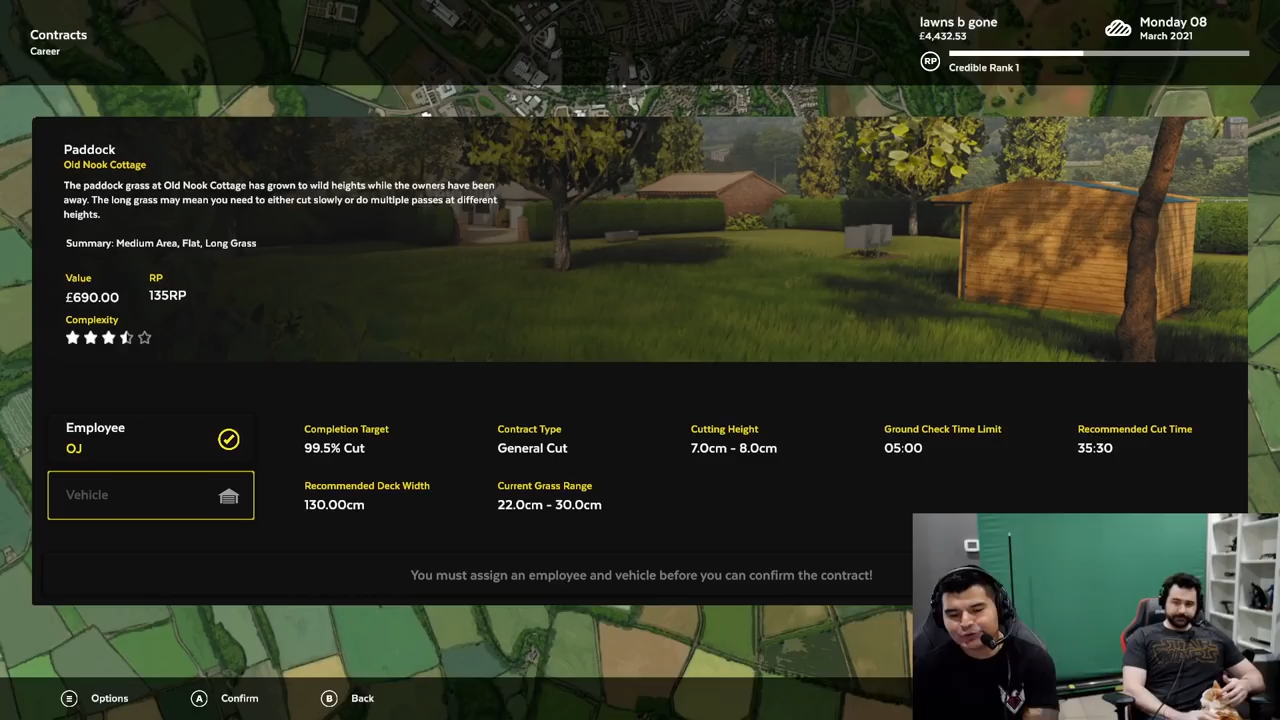 Contracts
Career
lawns b gone
£4,432.53
Monday 08
March 2021
RP
Credible Rank 1
Paddock
Old Nook Cottage
The paddock grass at Old Nook Cottage has grown to wild heights while the owners have been
away. The long grass may mean you need to either cut slowly or do multiple passes at different
heights.
Summary: Medium Area, Flat, Long Grass
Value
RP
£690.00
135RP
Complexity
Employee
OJ
Vehicle
Completion Target
99.5% Cut
Contract Type
General Cut
Cutting Height
7.0cm - 8.0cm
Ground Check Time Limit
05:00
Recommended Cut Time
35:30
Recommended Deck Width
130.00cm
Current Grass Range
22.0cm - 30.0cm
You must assign an employee and vehicle before you can confirm the contract!
Options
A Confirm
B Back